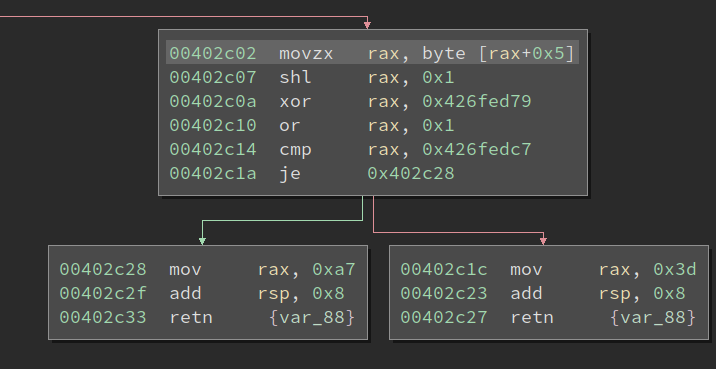 00402c02 movzx rax, byte [rax+0x5]
00402c07 shl rax, 0x1
00402c0a xor rax, 0x426fed79
00402c10 or rax, 0x1
00402c14 cmp rax, 0x426fedc7
00402c1a je 0x402c28
00402c28 mov rax, 0xa7
00402c2f add rsp, 0x8
00402c33 retn {var_88}
00402c1c mov rax, 0x3d
00402c23 add rsp, 0x8
00402c27 retn {var_88}